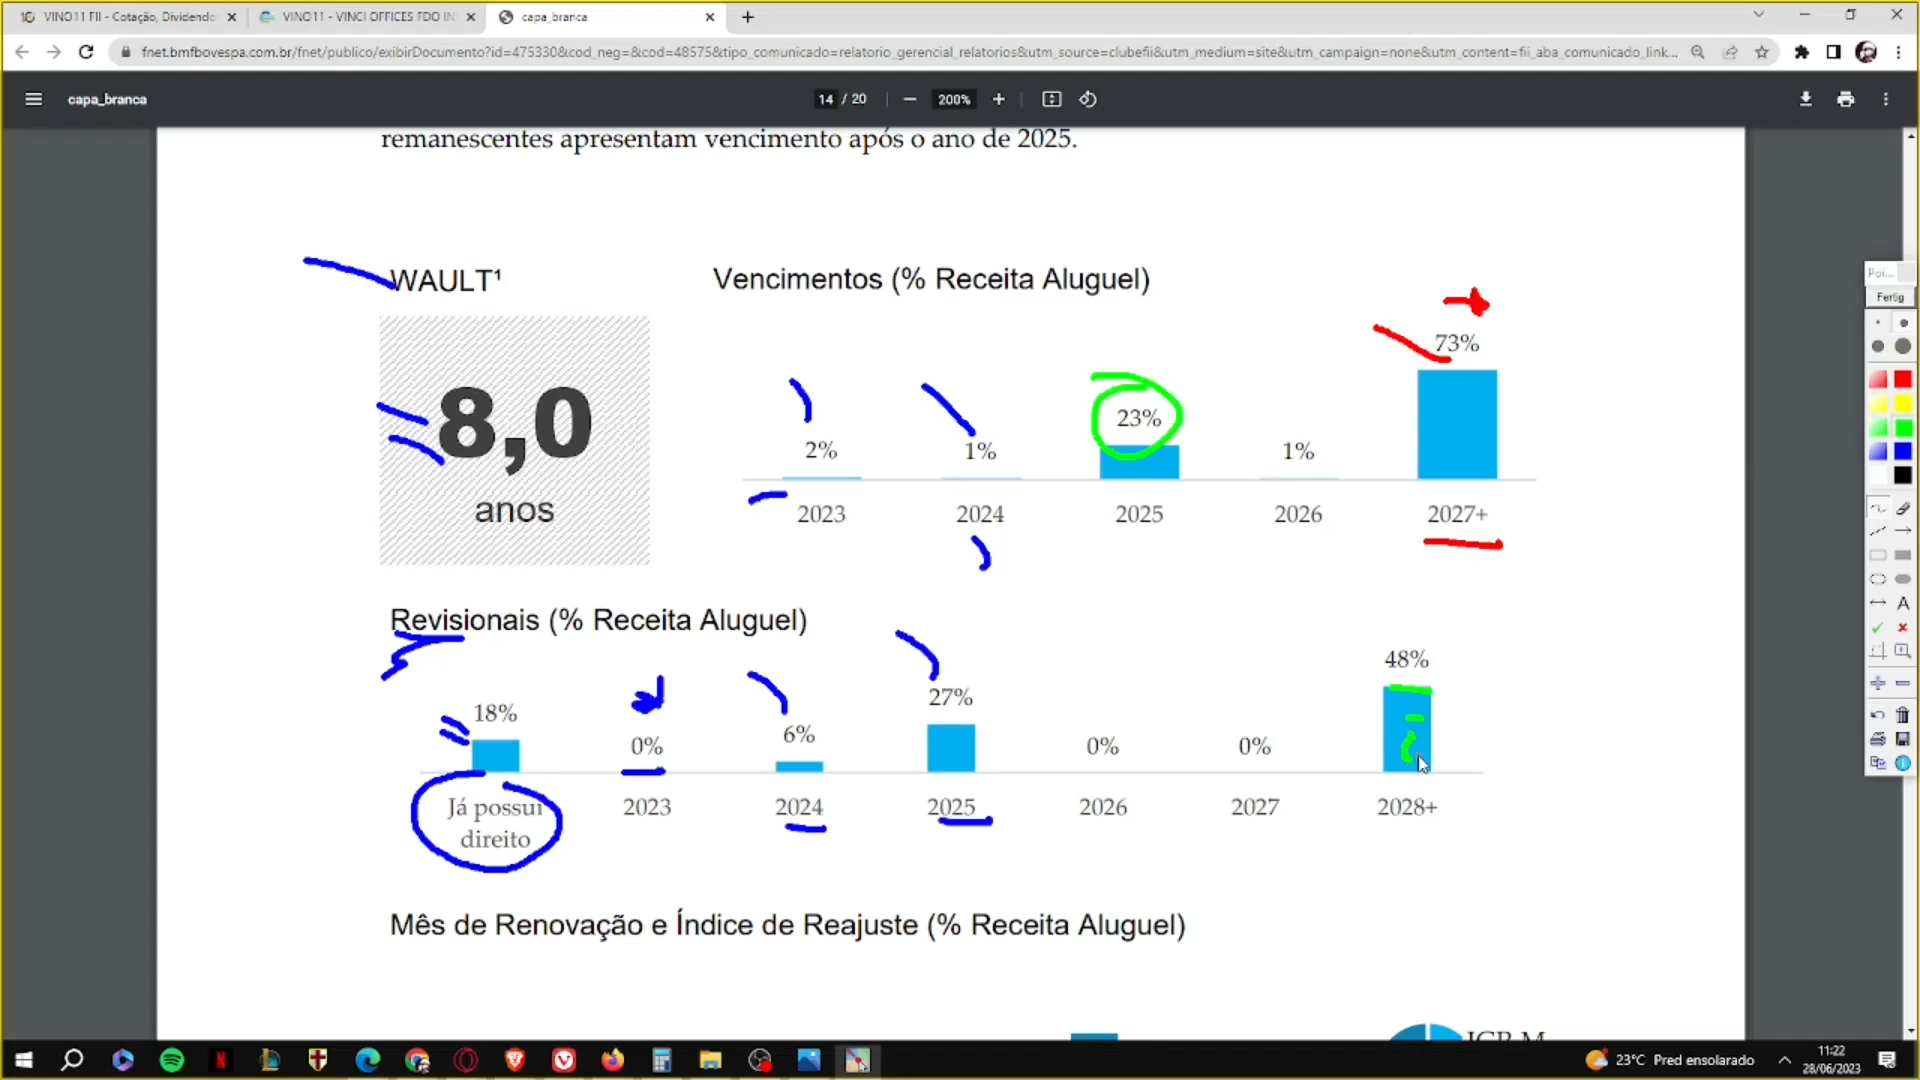 VINO11 FII - Cotação, Dividendo
VINO11 - VINCI OFFICES FDO IN
capa_branca
fnet.bmfbovespa.com.br/fnet/publico/exibirDocumento?id=475330&cod_neg=&cod=48575&tipo_comunicado=relatorio_gerencial_relatorios&utm_source=clubefii&utm_medium=site&utm_campaign=none&utm_content=fii_aba_comunicado_link...
capa_branca
14 / 20
200%
remanescentes apresentam vencimento após o ano de 2025.
WAULT¹
8,0
anos
Vencimentos (% Receita Aluguel)
2% 1% 23% 1% 73%
2023 2024 2025 2026 2027+
Revisionais (% Receita Aluguel)
18% 0% 6% 27% 0% 0% 48%
Já possui direito 2023 2024 2025 2026 2027 2028+
Mês de Renovação e Índice de Reajuste (% Receita Aluguel)
Poi...
Fertig
A
23°C Pred ensolarado
11:22
28/06/2023